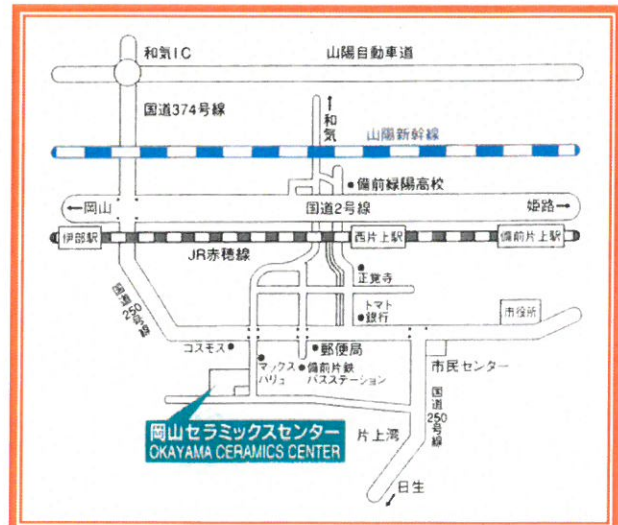 和気IC
山陽自動車道
国道374号線
↑和気
山陽新幹線
備前緑陽高校
←岡山
国道2号線
姫路→
伊部駅
JR赤穂線
西片上駅
備前片上駅
正覚寺
国道250号線
トマト
銀行
市役所
コスモス
郵便局
マックス
バリュ
備前片鉄
バスステーション
市民センター
岡山セラミックスセンター
OKAYAMA CERAMICS CENTER
片上湾
国道250号線
日生